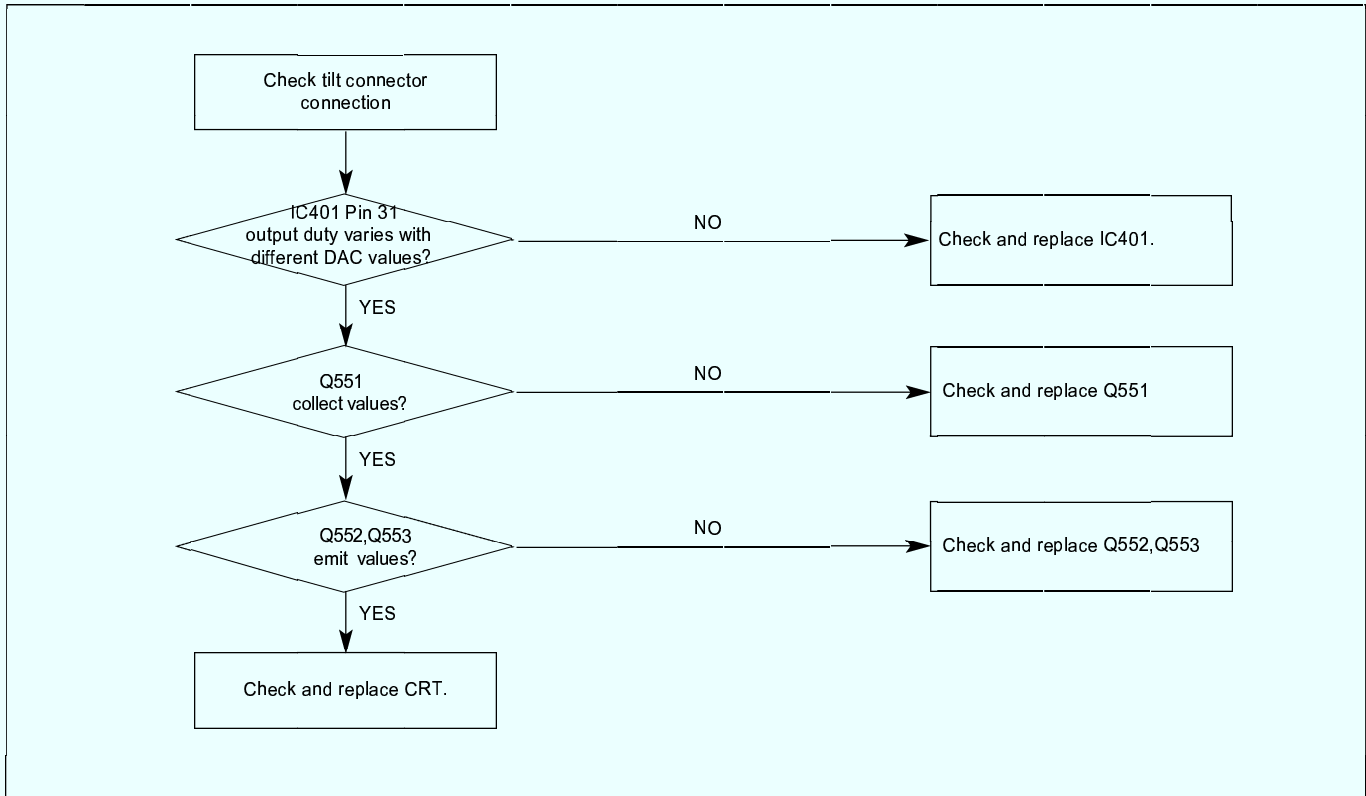 Check tilt connector
connection
IC401 Pin 31
output duty varies with
different DAC values?
NO
Check and replace IC401.
YES
Q551
collect values?
NO
Check and replace Q551
YES
Q552,Q553
emit values?
NO
Check and replace Q552,Q553
YES
Check and replace CRT.